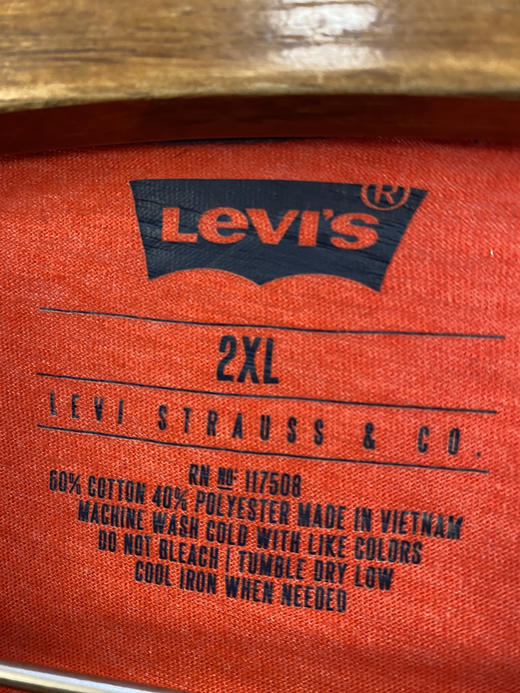 Levi's ®
2XL
LEVI STRAUSS & CO.
RN NO: 117508
60% COTTON 40% POLYESTER MADE IN VIETNAM
MACHINE WASH COLD WITH LIKE COLORS
DO NOT BLEACH | TUMBLE DRY LOW
COOL IRON WHEN NEEDED